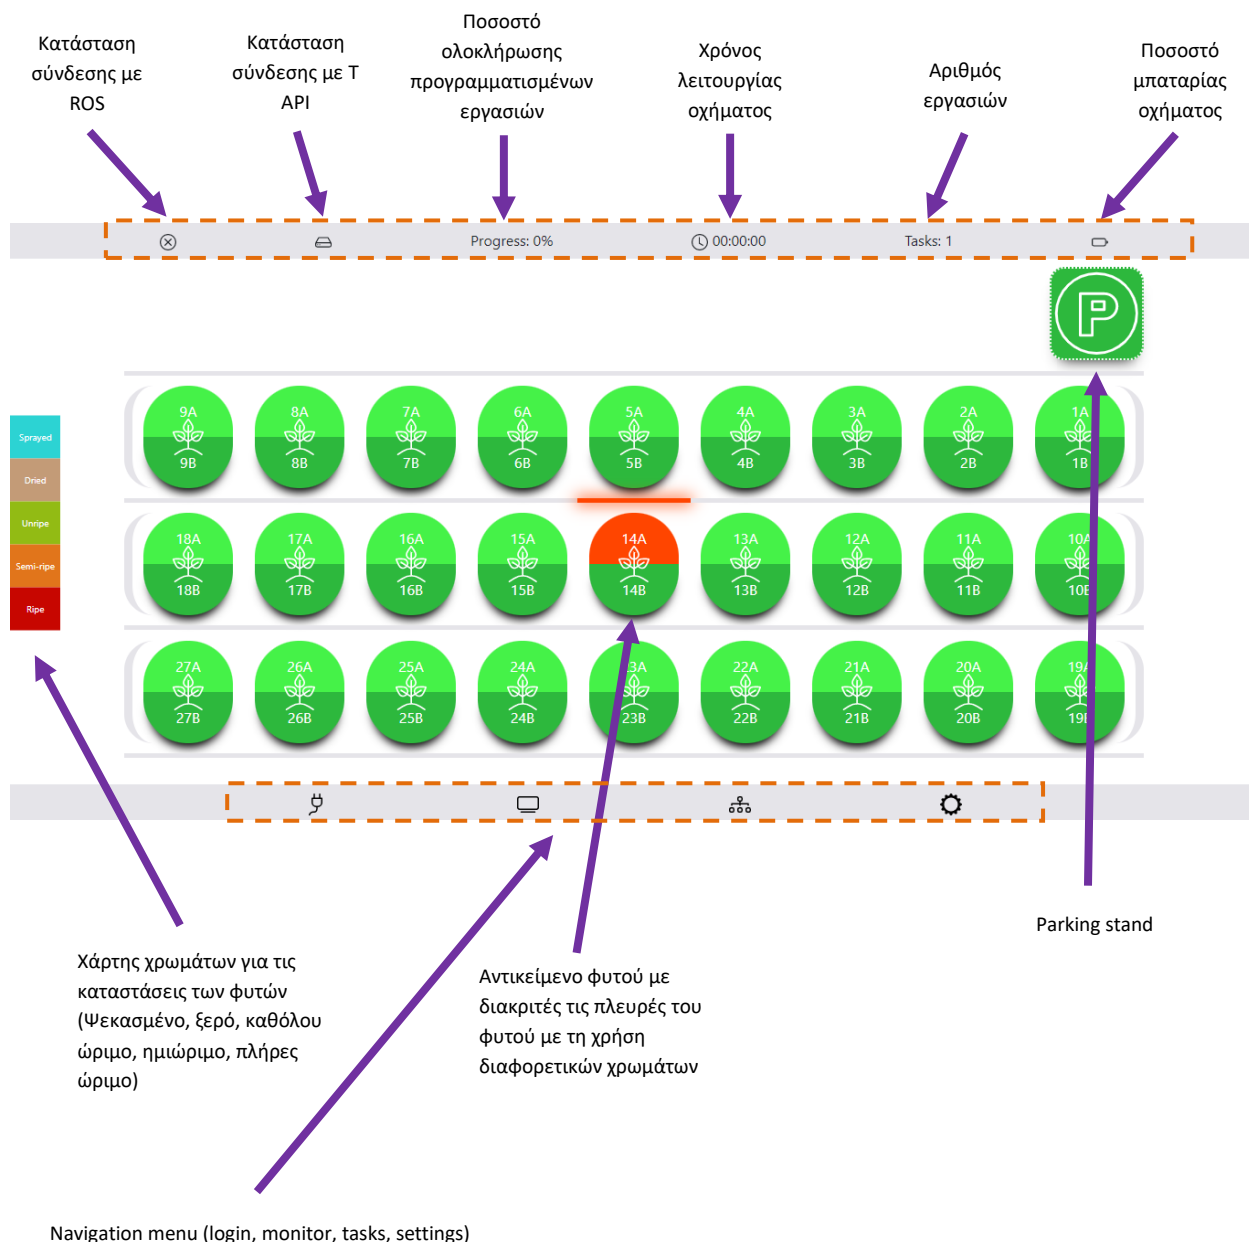 Κατάσταση
σύνδεσης με
ROS
Κατάσταση
σύνδεσης με T
API
Ποσοστό
ολοκλήρωσης
προγραμματισμένων
εργασιών
Χρόνος
λειτουργίας
οχήματος
Αριθμός
εργασιών
Ποσοστό
μπαταρίας
οχήματος
Progress: 0%
00:00:00
Tasks: 1
P
9A
8A
7A
6A
5A
4A
3A
2A
1A
9B
8B
7B
6B
5B
4B
3B
2B
1B
Sprayed
Dried
Unripe
Semi-ripe
Ripe
18A
17A
16A
15A
14A
13A
12A
11A
10A
18B
17B
16B
15B
14B
13B
12B
11B
10B
27A
26A
25A
24A
23A
22A
21A
20A
19A
27B
26B
25B
24B
23B
22B
21B
20B
19B
Parking stand
Χάρτης χρωμάτων για τις
καταστάσεις των φυτών
(Ψεκασμένο, ξερό, καθόλου
ώριμο, ημιώριμο, πλήρες
ώριμο)
Αντικείμενο φυτού με
διακριτές τις πλευρές του
φυτού με τη χρήση
διαφορετικών χρωμάτων
Navigation menu (login, monitor, tasks, settings)